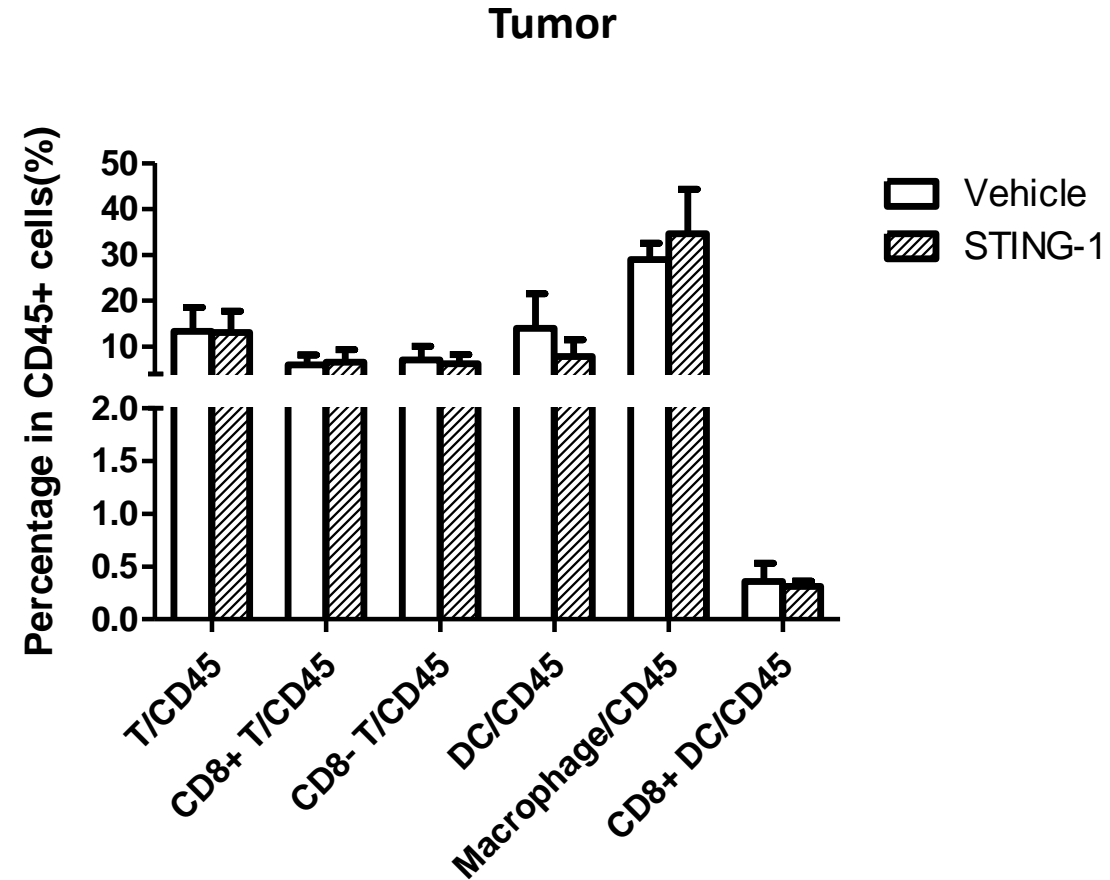 Tumor
Percentage in CD45+ cells(%)
50
40
30
20
10
2.0
1.5
1.0
0.5
0.0
Vehicle
STING-1
T/CD45
CD8+ T/CD45
CD8- T/CD45
DC/CD45
Macrophage/CD45
CD8+ DC/CD45